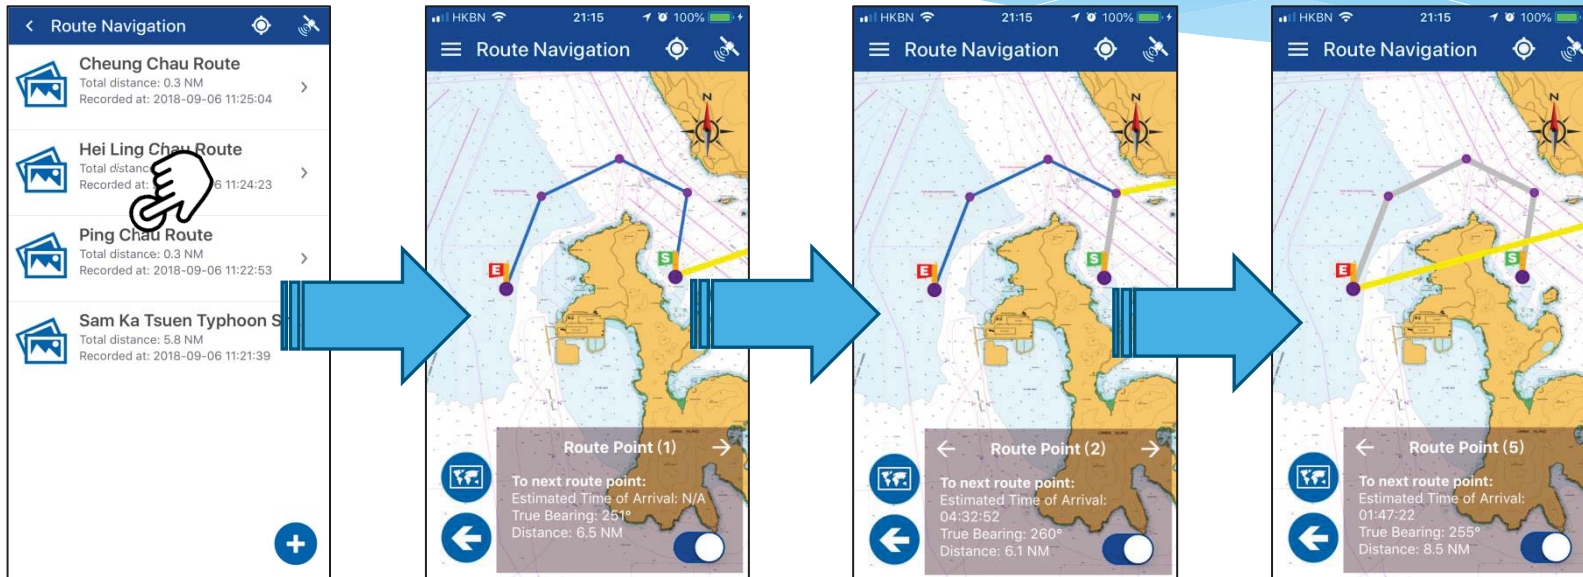 Route Navigation
Cheung Chau Route
Total distance: 0.3 NM
Recorded at: 2018-09-06 11:25:04
Hei Ling Chau Route
Total distanc
Recorded at: 6 11:24:23
Ping Chau Route
Total distance: 0.3 NM
Recorded at: 2018-09-06 11:22:53
Sam Ka Tsuen Typhoon S
Total distance: 5.8 NM
Recorded at: 2018-09-06 11:21:39
HKBN 21:15 100%
Route Navigation
N
E
S
Route Point (1)
To next route point:
Estimated Time of Arrival: N/A
True Bearing: 251°
Distance: 6.5 NM
HKBN 21:15 100%
Route Navigation
N
E
S
Route Point (2)
To next route point:
Estimated Time of Arrival:
04:32:52
True Bearing: 260°
Distance: 6.1 NM
HKBN 21:15 100%
Route Navigation
N
E
S
Route Point (5)
To next route point:
Estimated Time of Arrival:
01:47:22
True Bearing: 255°
Distance: 8.5 NM